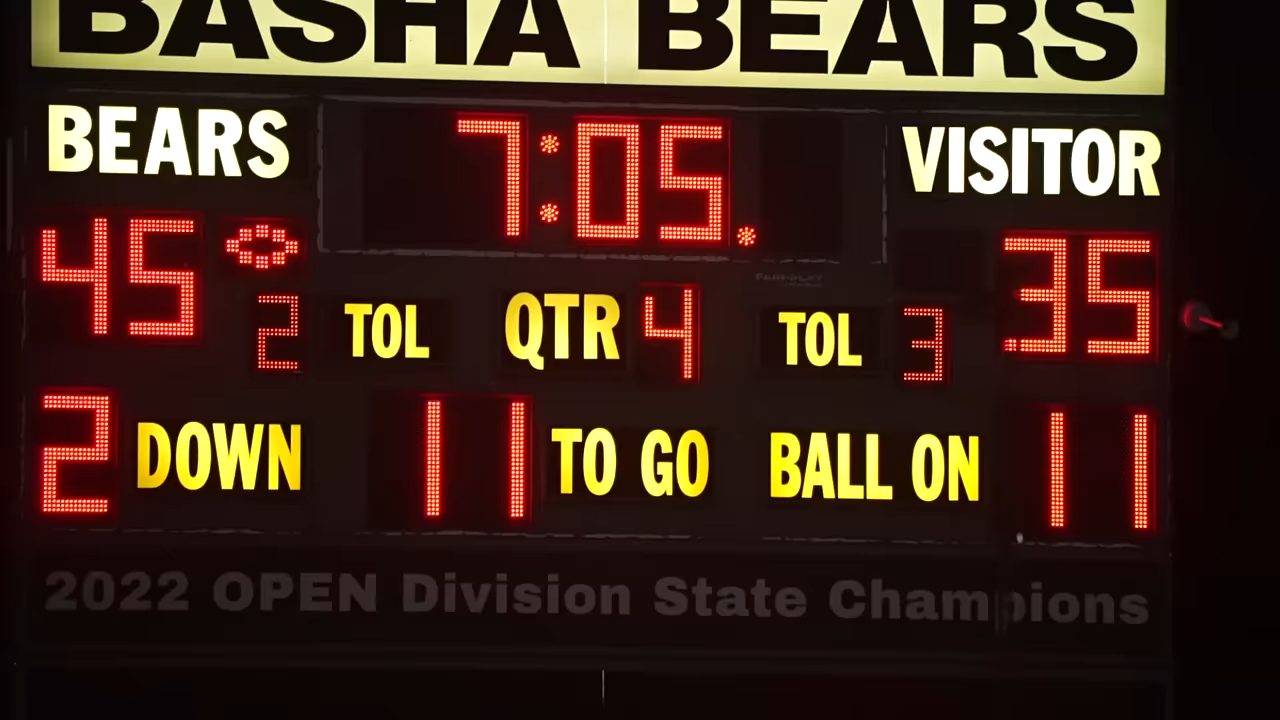 BASHA BEARS
BEARS 7:05. VISITOR
45 35
2 TOL QTR 4 TOL 3
2 DOWN 11 TO GO BALL ON 11
2022 OPEN Division State Champions